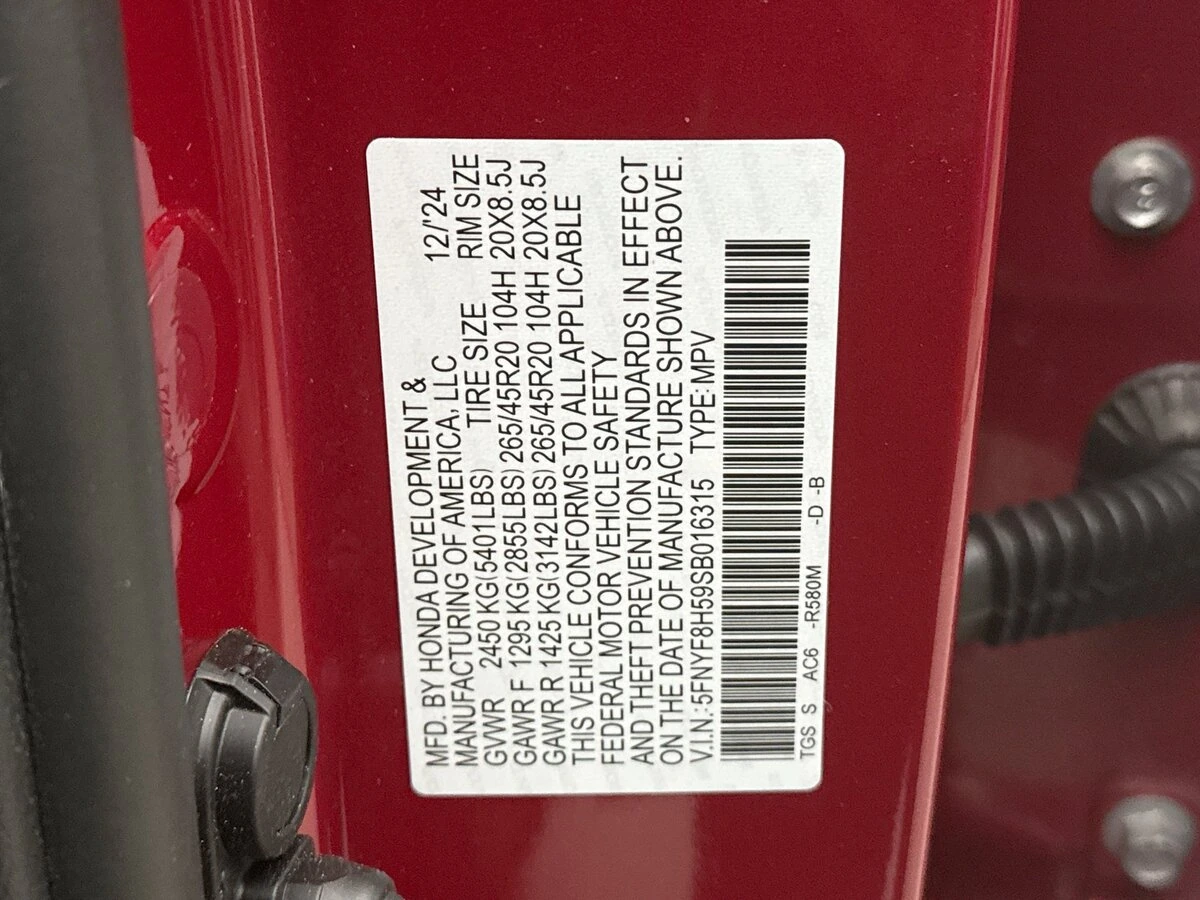 MFD. BY HONDA DEVELOPMENT &
MANUFACTURING OF AMERICA, LLC 12/'24
GVWR 2450 KG(5401LBS) TIRE SIZE RIM SIZE
GAWR F 1295 KG(2855LBS) 265/45R20 104H 20X8.5J
GAWR R 1425 KG(3142LBS) 265/45R20 104H 20X8.5J
THIS VEHICLE CONFORMS TO ALL APPLICABLE
FEDERAL MOTOR VEHICLE SAFETY
AND THEFT PREVENTION STANDARDS IN EFFECT
ON THE DATE OF MANUFACTURE SHOWN ABOVE.
V.I.N.:5FNYF8H59SB016315 TYPE:MPV
TGS S AC6 -R580M -D -B